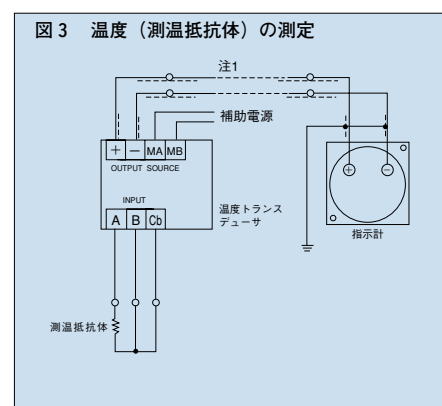 図3 温度（測温抵抗体）の測定
注1
補助電源
+ − MA MB
OUTPUT SOURCE
INPUT
A B Cb
温度トランス
デューサ
+ −
指示計
測温抵抗体